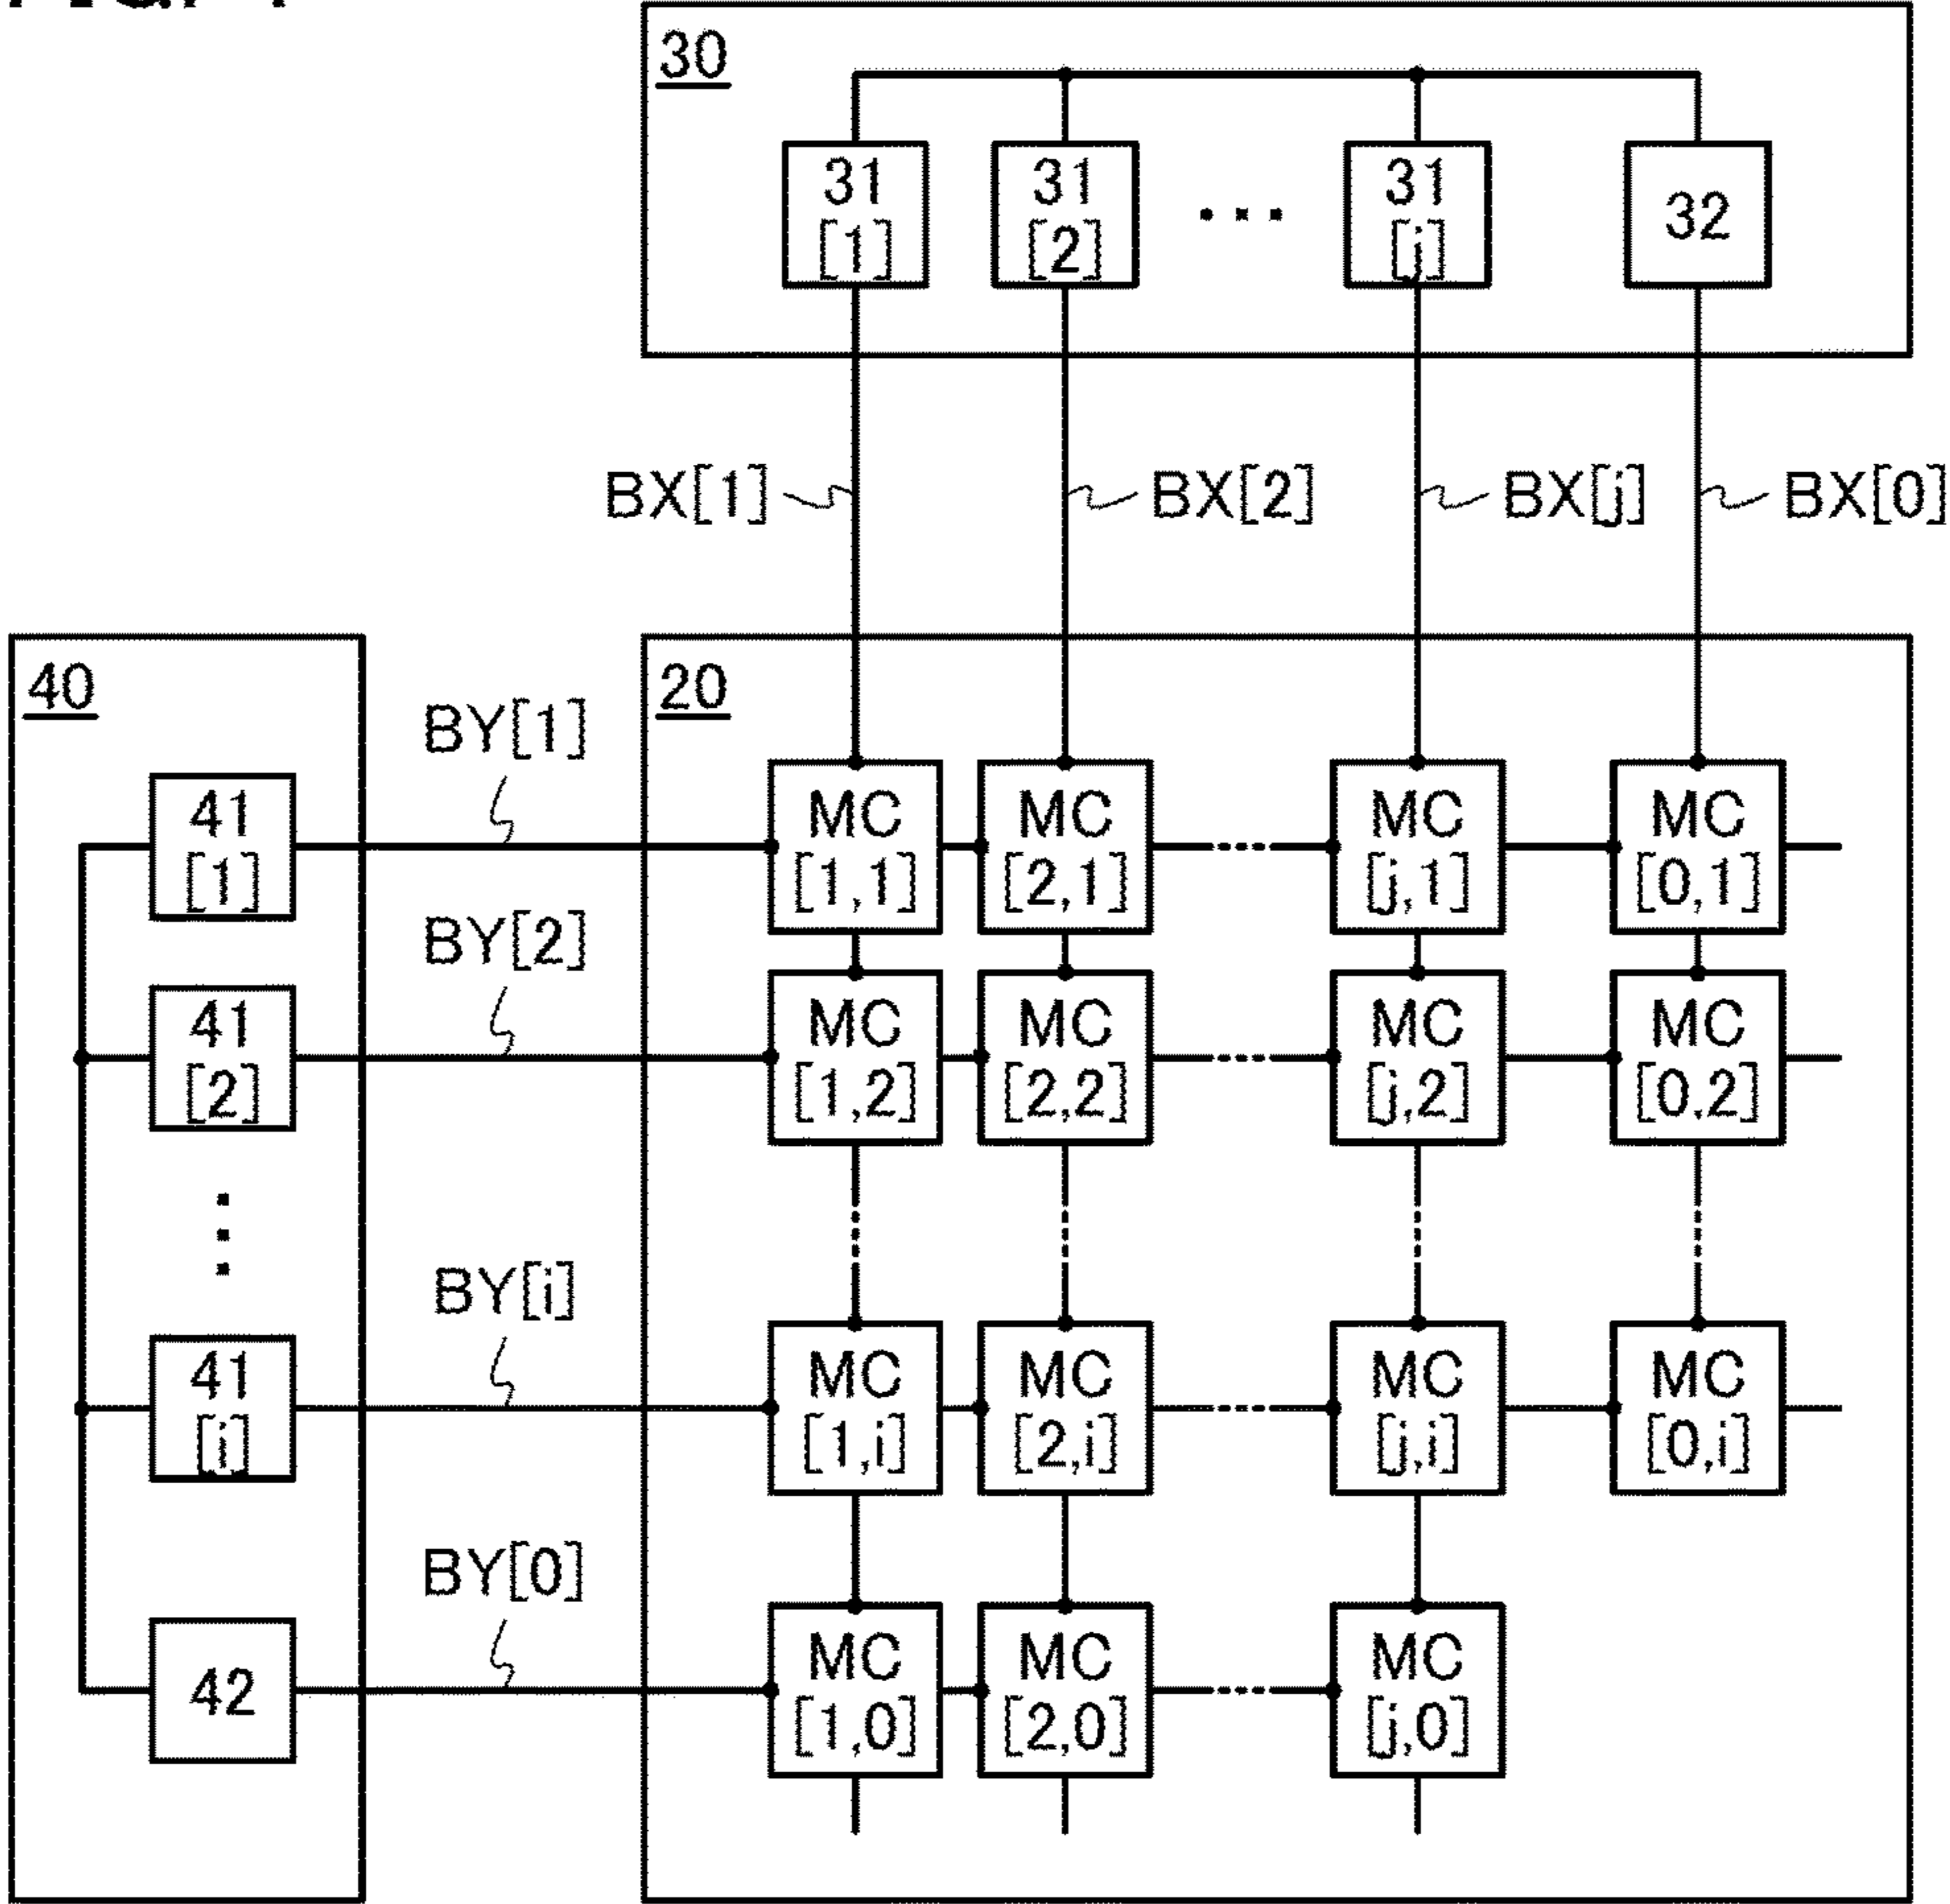 30
31 31 31 32
[1] [2] [j]
BX[1] BX[2] BX[j] BX[0]
40 20
BY[1]
41 MC MC MC MC
[1] [1,1] [2,1] [j,1] [0,1]
BY[2]
41 MC MC MC MC
[2] [1,2] [2,2] [j,2] [0,2]
BY[i]
41 MC MC MC MC
[i] [1,i] [2,i] [j,i] [0,i]
BY[0]
42 MC MC MC
[1,0] [2,0] [j,0]